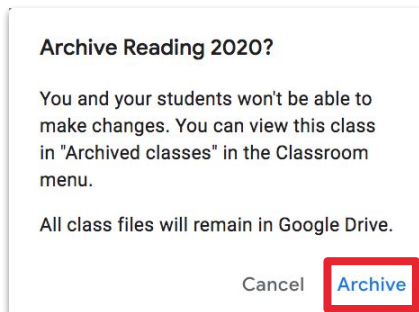 Archive Reading 2020?
You and your students won't be able to
make changes. You can view this class
in "Archived classes" in the Classroom
menu.
All class files will remain in Google Drive.
Cancel Archive